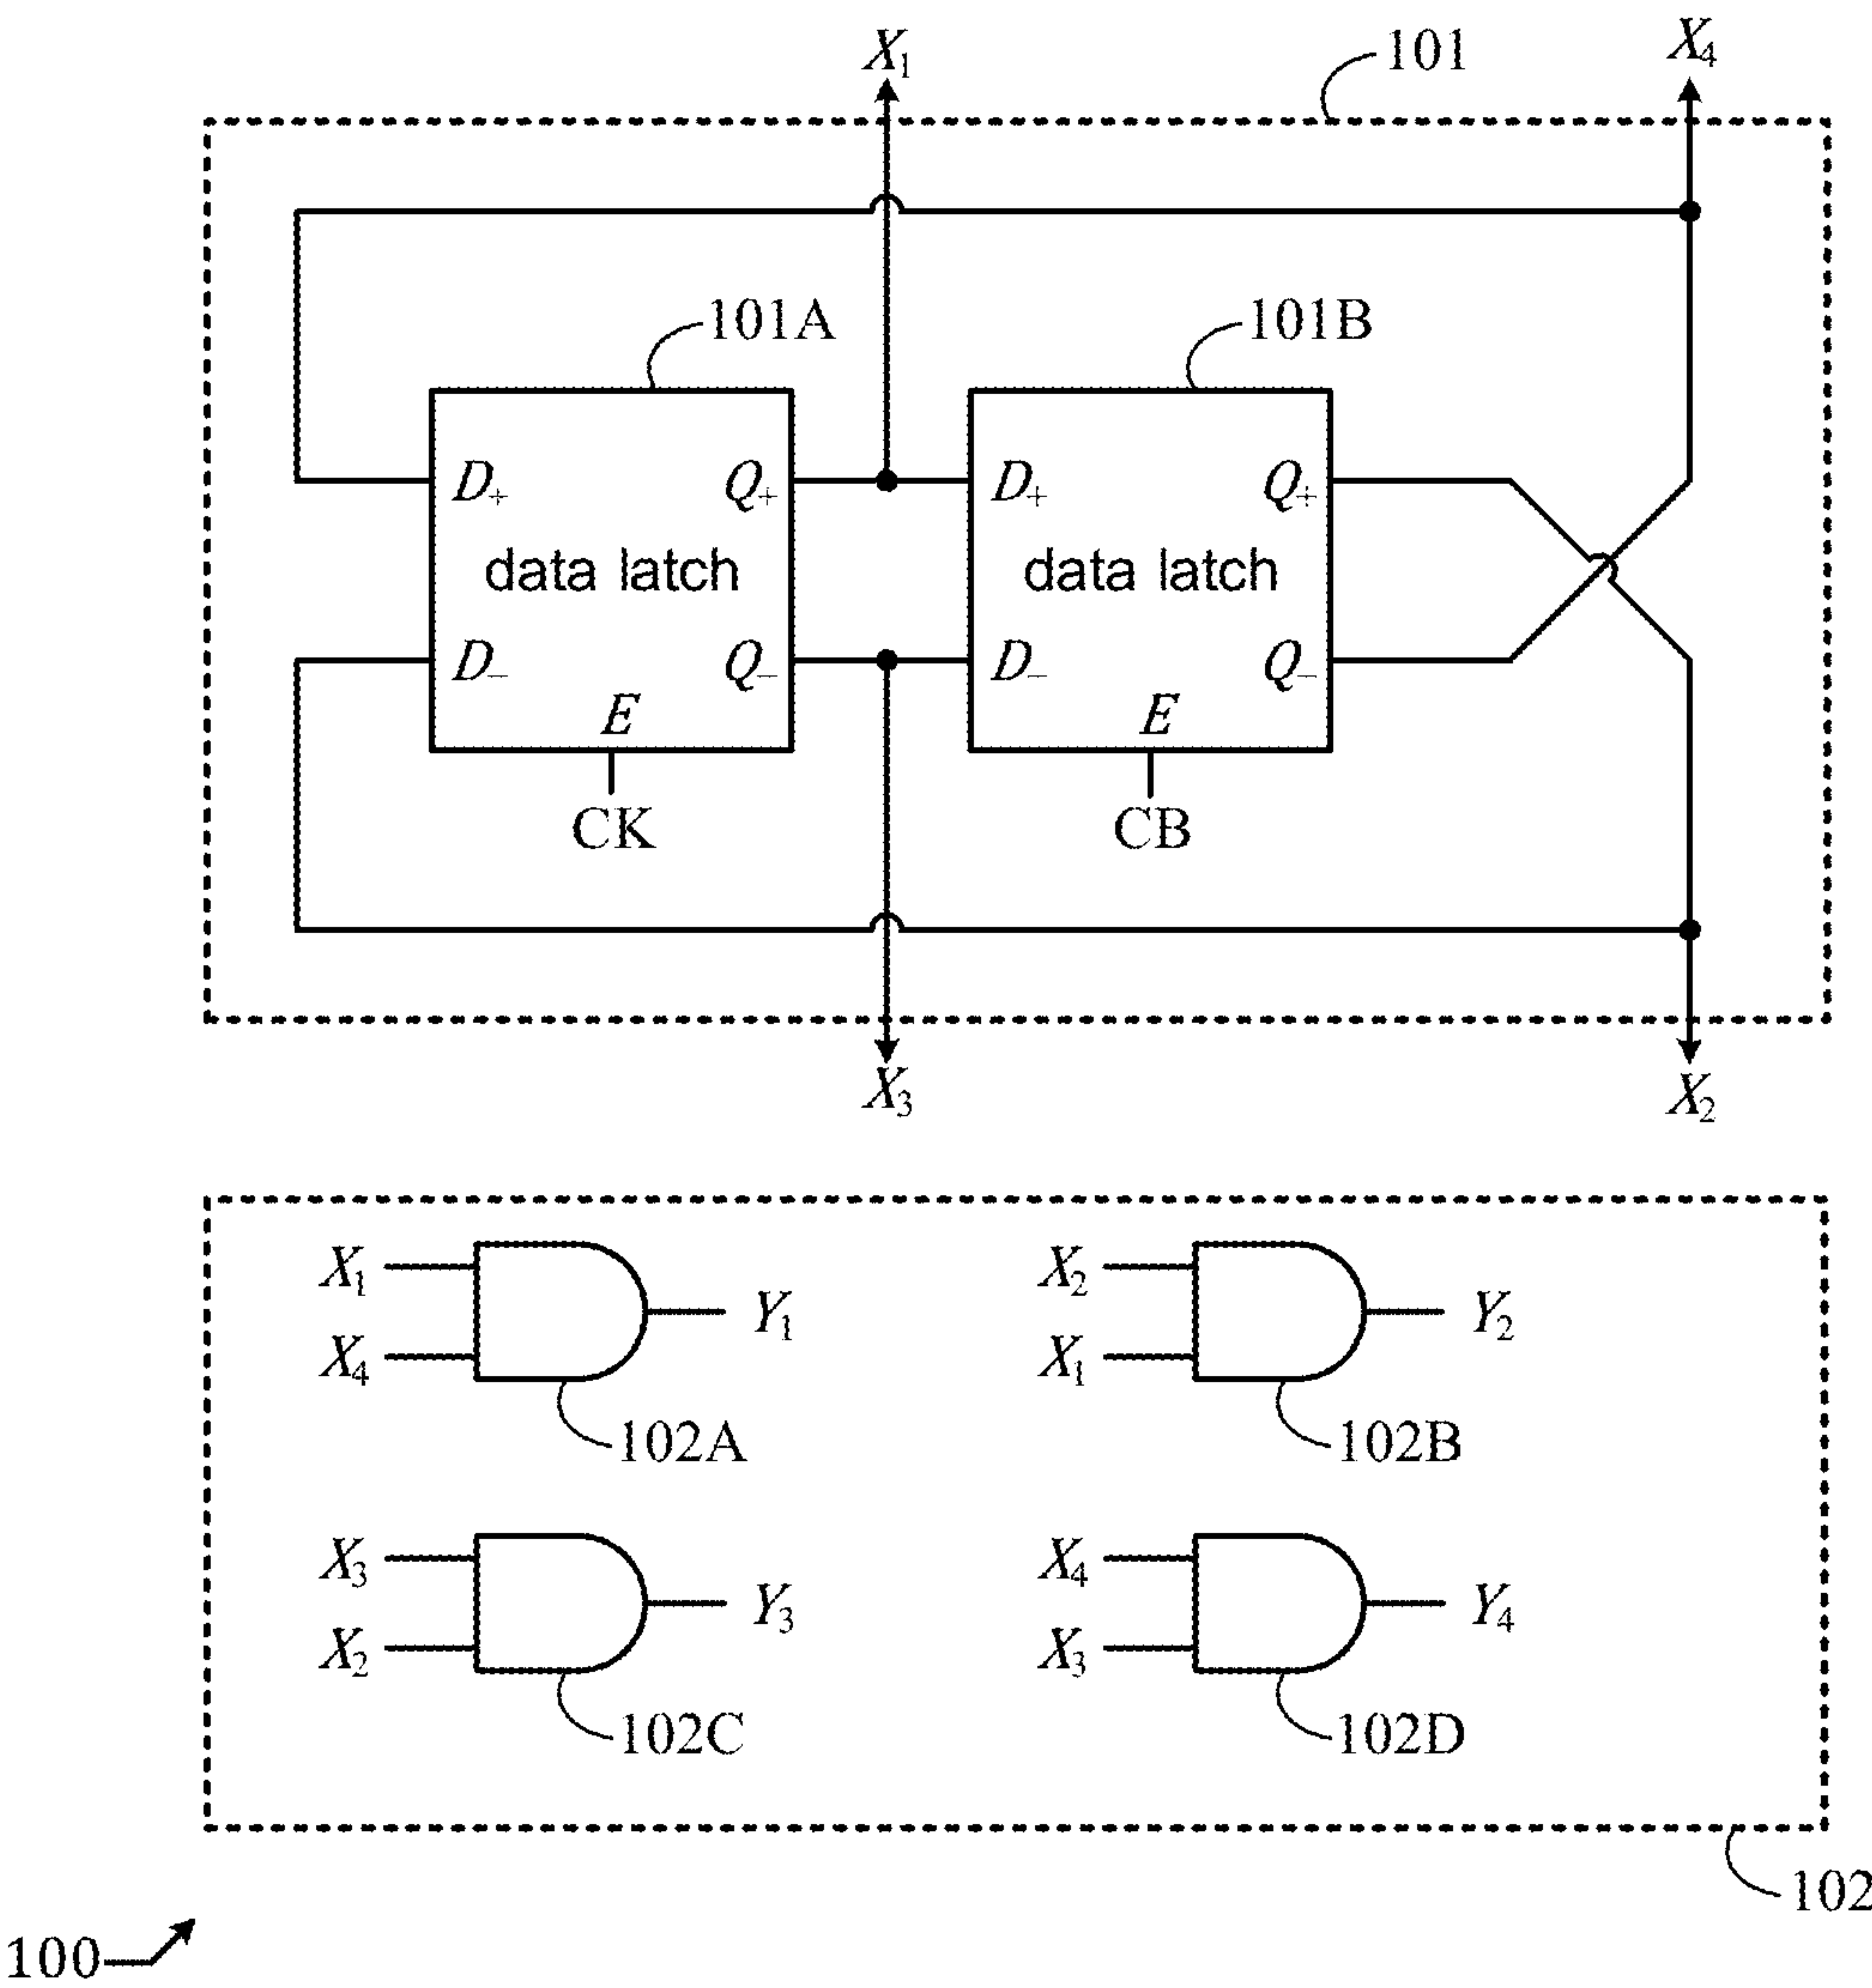 X₁ 101 X₄
101A 101B
D₊ Q₊ D₊ Q₊
data latch data latch
D₋ Q₋ D₋ Q₋
E E
CK CB
X₃ X₂
X₁ Y₁ X₂ Y₂
X₄ X₁
102A 102B
X₃ Y₃ X₄ Y₄
X₂ X₃
102C 102D
102
100